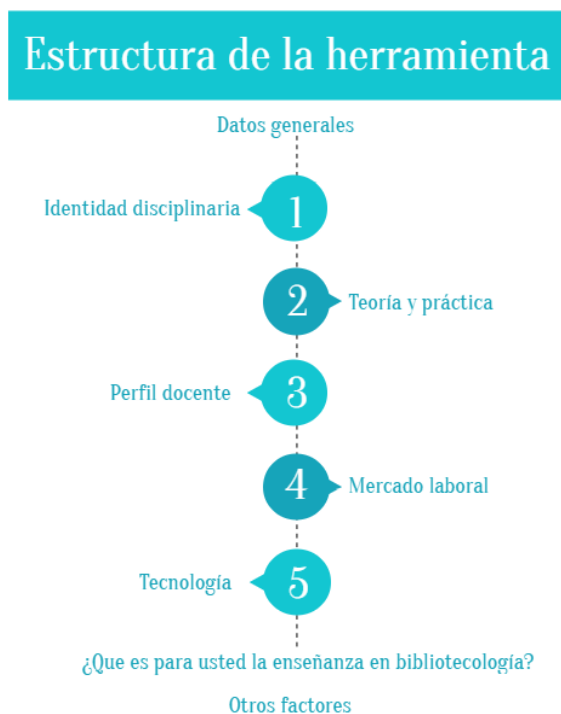 Estructura de la herramienta
Datos generales
Identidad disciplinaria
1
2
Teoría y práctica
Perfil docente
3
4
Mercado laboral
Tecnología
5
¿Que es para usted la enseñanza en bibliotecología?
Otros factores